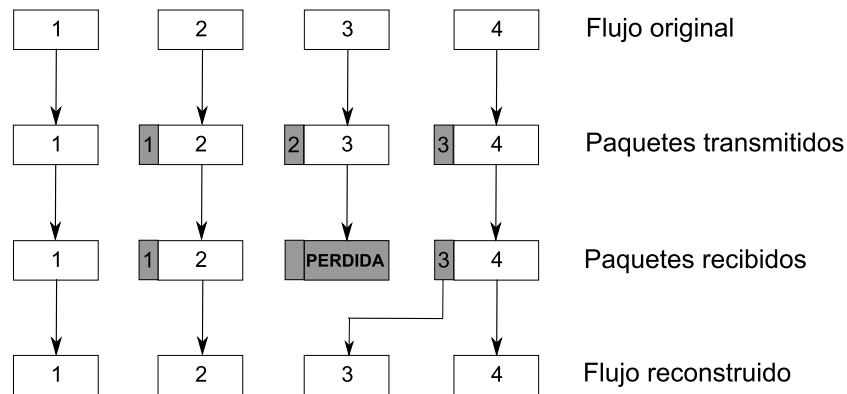 1 2 3 4 Flujo original
1 1 2 2 3 3 4 Paquetes transmitidos
1 1 2 PERDIDA 3 4 Paquetes recibidos
1 2 3 4 Flujo reconstruido